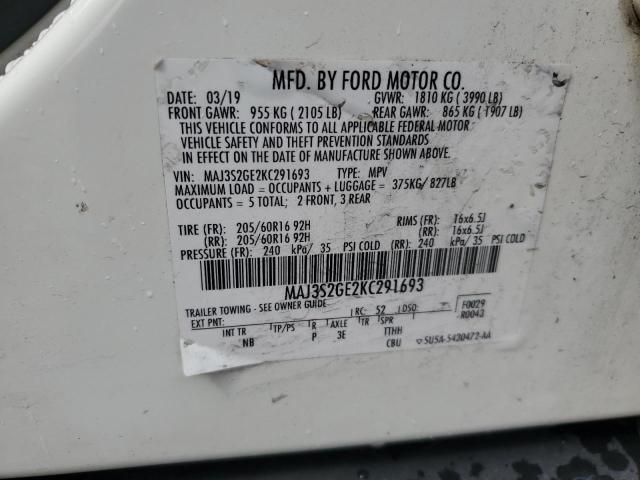 MFD. BY FORD MOTOR CO.
DATE: 03/19 GVWR: 1810 KG ( 3990 LB)
FRONT GAWR: 955 KG ( 2105 LB) REAR GAWR: 865 KG ( 1907 LB)
THIS VEHICLE CONFORMS TO ALL APPLICABLE FEDERAL MOTOR
VEHICLE SAFETY AND THEFT PREVENTION STANDARDS
IN EFFECT ON THE DATE OF MANUFACTURE SHOWN ABOVE.
VIN: MAJ3S2GE2KC291693 TYPE: MPV
MAXIMUM LOAD = OCCUPANTS + LUGGAGE = 375KG/ 827LB
OCCUPANTS = 5 TOTAL; 2 FRONT, 3 REAR
TIRE (FR): 205/60R16 92H RIMS (FR): 16x6.5J
(RR): 205/60R16 92H (RR): 16x6.5J
PRESSURE (FR): 240 kPa/ 35 PSI COLD (RR): 240 kPa/ 35 PSI COLD
MAJ3S2GE2KC291693
TRAILER TOWING - SEE OWNER GUIDE
EXT PNT: RC: 52 DSO: F0029
R0043
INT TR TP/PS R AXLE TR SPR
NB P 3E TTHH
CBU SU5A-5420472-AA